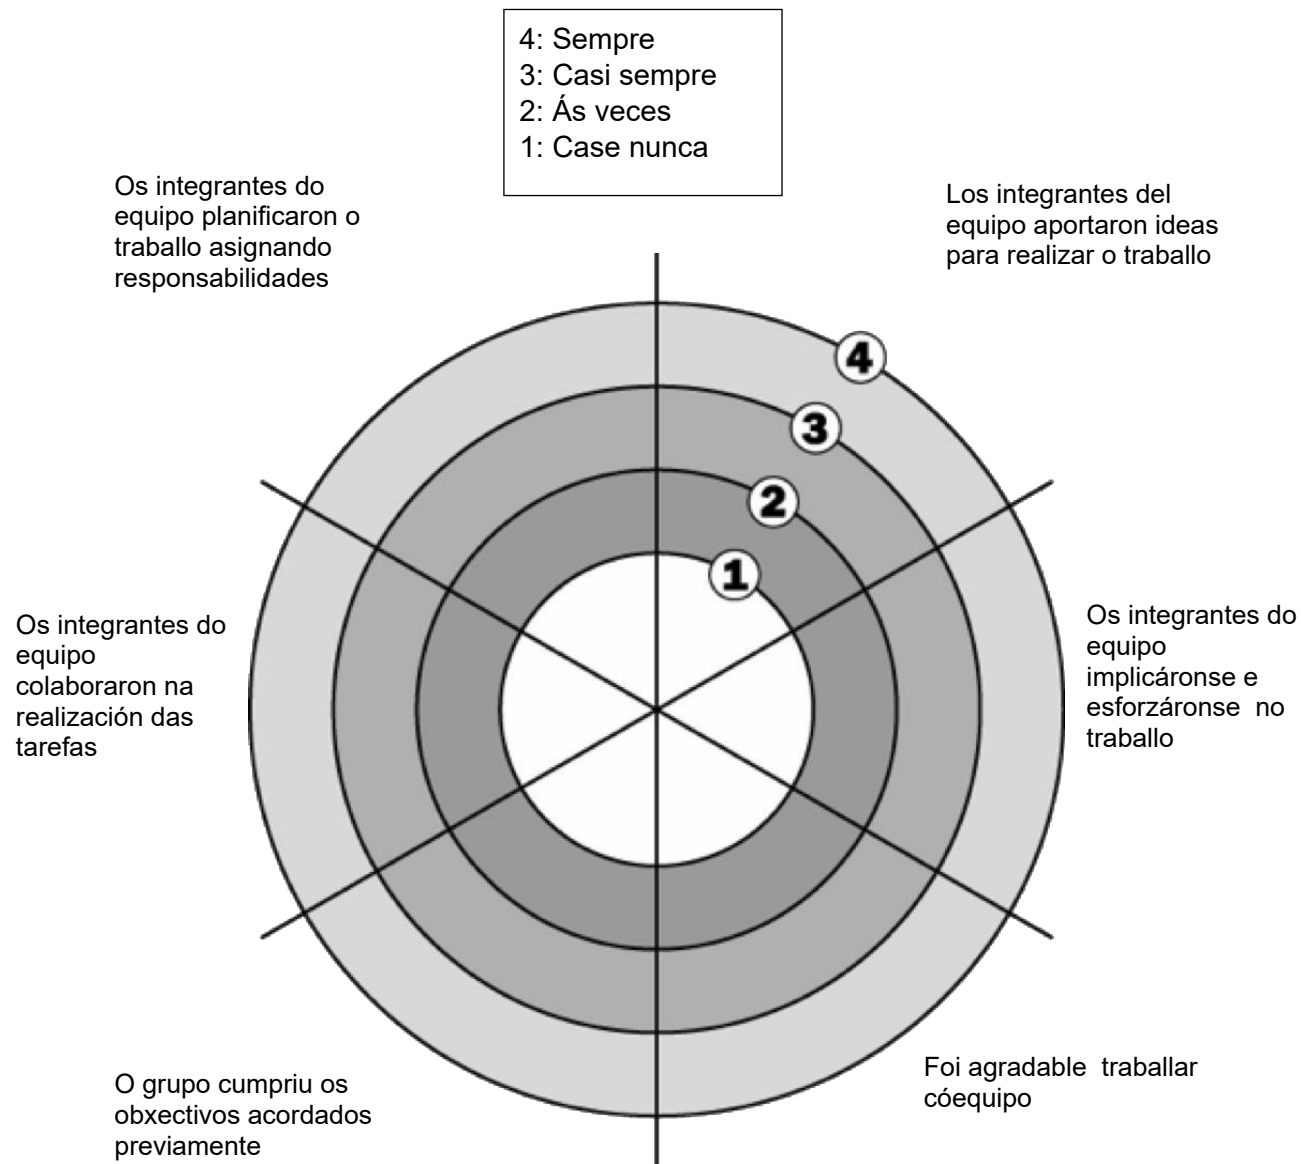 4: Sempre
3: Casi sempre
2: Ás veces
1: Case nunca
Os integrantes do
equipo planificaron o
traballo asignando
responsabilidades
Los integrantes del
equipo aportaron ideas
para realizar o traballo
4
3
2
1
Os integrantes do
equipo
colaboraron na
realización das
tarefas
Os integrantes do
equipo
implicáronse e
esforzáronse no
traballo
O grupo cumpriu os
obxectivos acordados
previamente
Foi agradable traballar
cóequipo